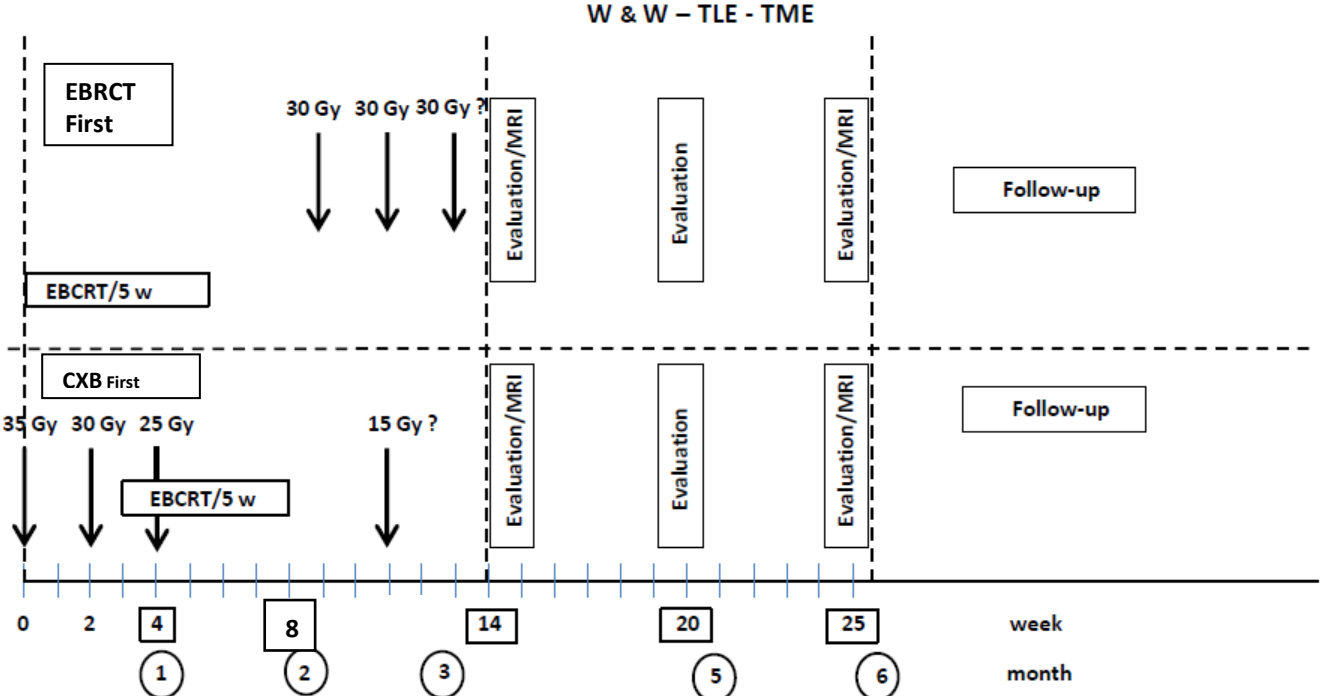 W & W – TLE - TME
EBRCT
First
30 Gy 30 Gy 30 Gy ?
Evaluation/MRI
Evaluation
Evaluation/MRI
Follow-up
EBCRT/5 w
CXB First
35 Gy 30 Gy 25 Gy
15 Gy ?
EBCRT/5 w
Evaluation/MRI
Evaluation
Evaluation/MRI
Follow-up
0 2 4 8 14 20 25 week
1 2 3 5 6 month